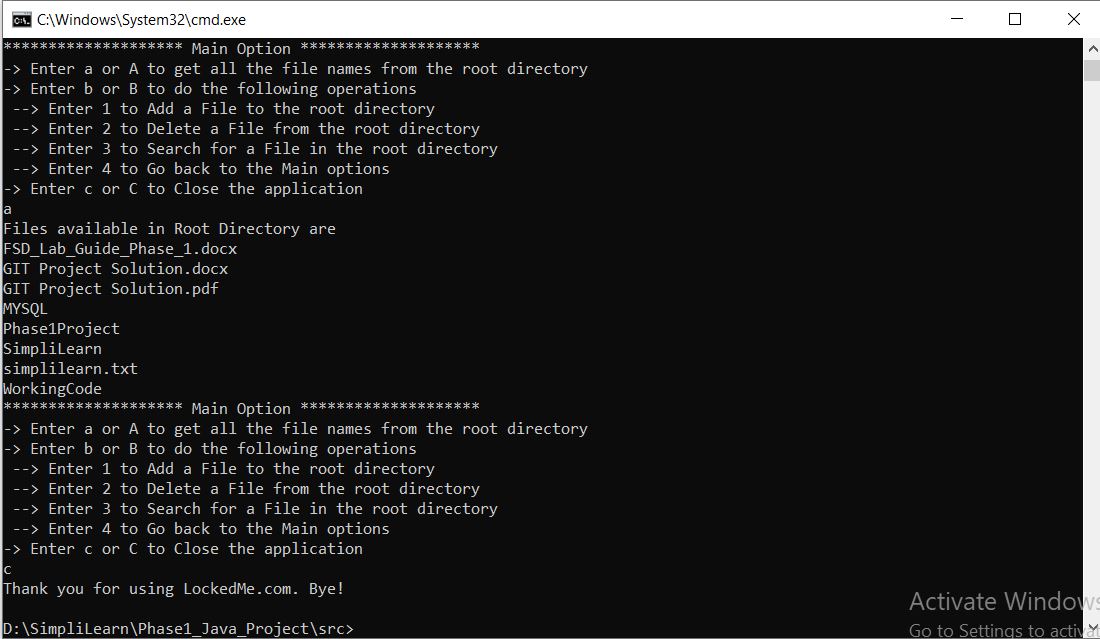 C:\Windows\System32\cmd.exe
******************** Main Option ********************
-> Enter a or A to get all the file names from the root directory
-> Enter b or B to do the following operations
 --> Enter 1 to Add a File to the root directory
 --> Enter 2 to Delete a File from the root directory
 --> Enter 3 to Search for a File in the root directory
 --> Enter 4 to Go back to the Main options
-> Enter c or C to Close the application
a
Files available in Root Directory are
FSD_Lab_Guide_Phase_1.docx
GIT Project Solution.docx
GIT Project Solution.pdf
MYSQL
Phase1Project
SimpliLearn
simplilearn.txt
WorkingCode
******************** Main Option ********************
-> Enter a or A to get all the file names from the root directory
-> Enter b or B to do the following operations
 --> Enter 1 to Add a File to the root directory
 --> Enter 2 to Delete a File from the root directory
 --> Enter 3 to Search for a File in the root directory
 --> Enter 4 to Go back to the Main options
-> Enter c or C to Close the application
c
Thank you for using LockedMe.com. Bye!
Activate Windows
D:\SimpliLearn\Phase1_Java_Project\src>
Go to Settings to activa